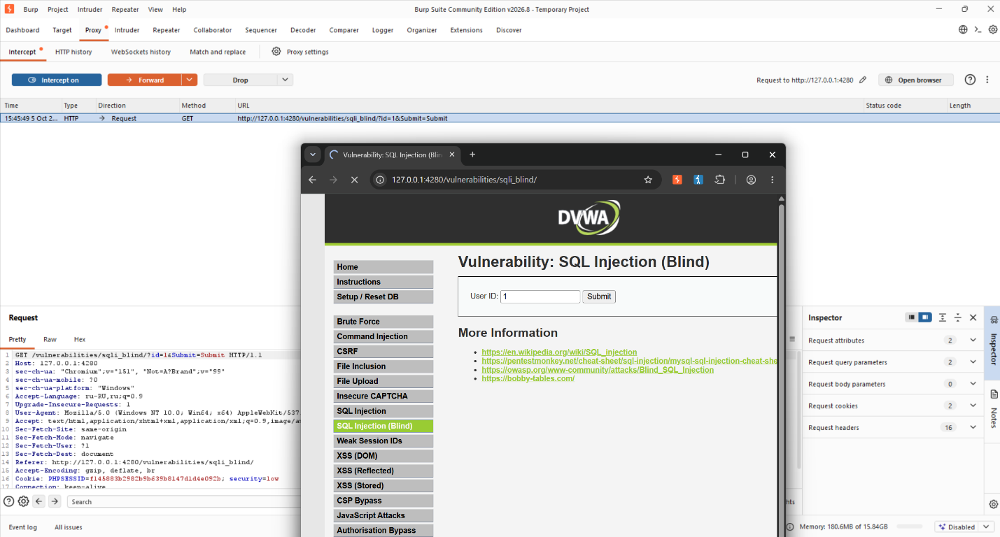 Burp Project Intruder Repeater View Help Burp Suite Community Edition v2026.8 - Temporary Project
Dashboard Target Proxy Intruder Repeater Collaborator Sequencer Decoder Comparer Logger Organizer Extensions Discover
Intercept HTTP history WebSockets history Match and replace Proxy settings
Intercept on Forward Drop Request to http://127.0.0.1:4280 Open browser
Time Type Direction Method URL Status code Length
15:45:49 5 Oct 2... HTTP Request GET http://127.0.0.1:4280/vulnerabilities/sqli_blind/?id=1&Submit=Submit
Vulnerability: SQL Injection (Blin
127.0.0.1:4280/vulnerabilities/sqli_blind/
DVWA
Home
Instructions
Setup / Reset DB
Brute Force
Command Injection
CSRF
File Inclusion
File Upload
Insecure CAPTCHA
SQL Injection
SQL Injection (Blind)
Weak Session IDs
XSS (DOM)
XSS (Reflected)
XSS (Stored)
CSP Bypass
JavaScript Attacks
Authorisation Bypass
Vulnerability: SQL Injection (Blind)
User ID: 1 Submit
More Information
https://en.wikipedia.org/wiki/SQL_injection
https://pentestmonkey.net/cheat-sheet/sql-injection/mysql-sql-injection-cheat-she
https://owasp.org/www-community/attacks/Blind_SQL_Injection
https://bobby-tables.com/
Request
Pretty Raw Hex
1 GET /vulnerabilities/sqli_blind/?id=1&Submit=Submit HTTP/1.1
2 Host: 127.0.0.1:4280
3 sec-ch-ua: "Chromium";v="151", "Not=A?Brand";v="99"
4 sec-ch-ua-mobile: ?0
5 sec-ch-ua-platform: "Windows"
6 Accept-Language: ru-RU,ru;q=0.9
7 Upgrade-Insecure-Requests: 1
8 User-Agent: Mozilla/5.0 (Windows NT 10.0; Win64; x64) AppleWebKit/537
9 Accept: text/html,application/xhtml+xml,application/xml;q=0.9,image/av
10 Sec-Fetch-Site: same-origin
11 Sec-Fetch-Mode: navigate
12 Sec-Fetch-User: ?1
13 Sec-Fetch-Dest: document
14 Referer: http://127.0.0.1:4280/vulnerabilities/sqli_blind/
15 Accept-Encoding: gzip, deflate, br
16 Cookie: PHPSESSID=f145883b2982b9b639b8147d1d4e092b; security=low
17 Connection: keep-alive
Search
Inspector
Request attributes 2
Request query parameters 2
Request body parameters 0
Request cookies 2
Request headers 16
Inspector
Notes
hts
Event log All issues Memory: 180.6MB of 15.84GB Disabled